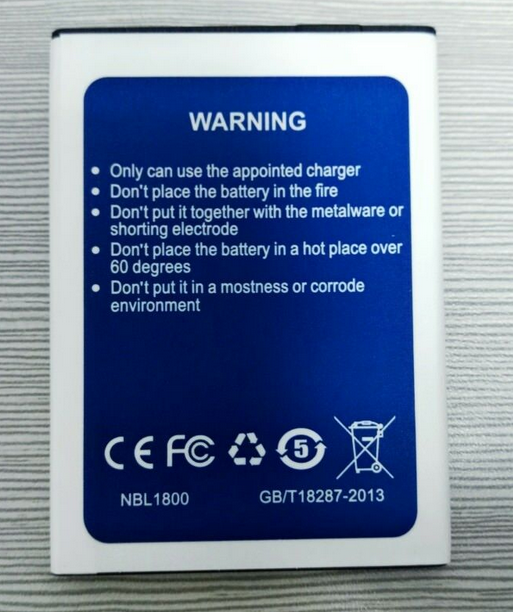 WARNING
• Only can use the appointed charger
• Don't place the battery in the fire
• Don't put it together with the metalware or
shorting electrode
• Don't place the battery in a hot place over
60 degrees
• Don't put it in a mostness or corrode
environment
CE FC 5
NBL1800 GB/T18287-2013